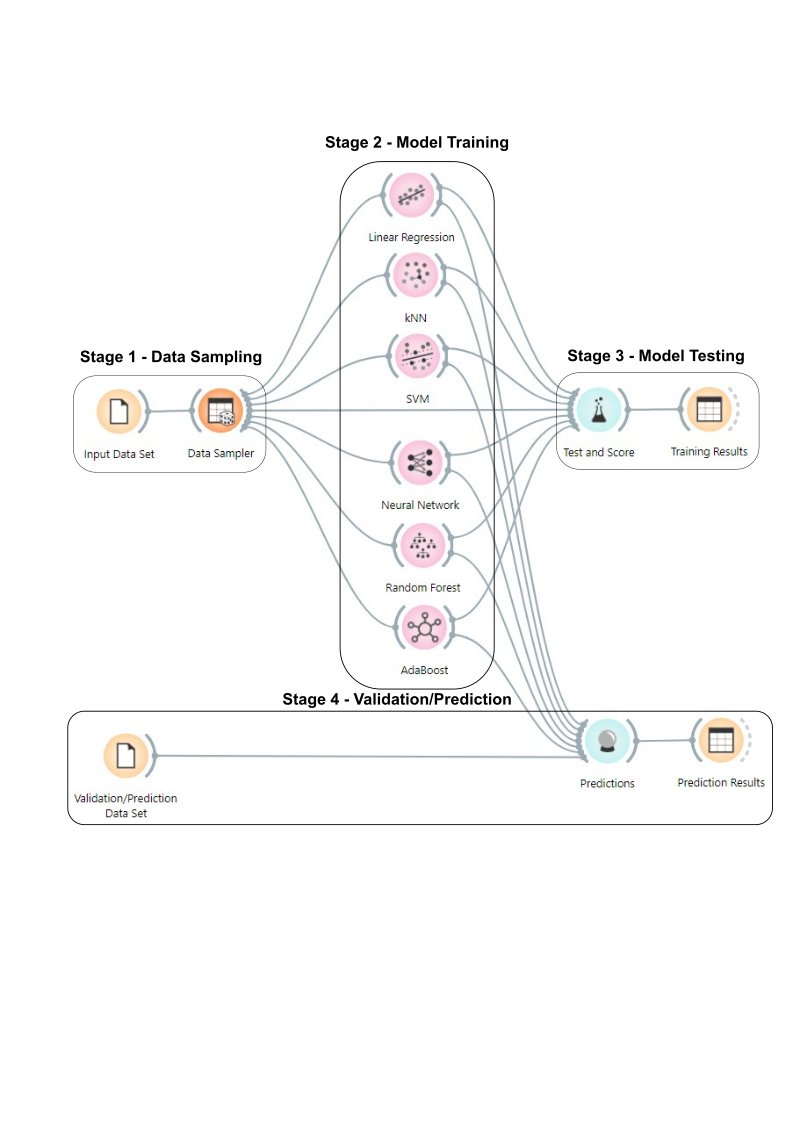 Stage 2 - Model Training
Linear Regression
kNN
SVM
Neural Network
Random Forest
AdaBoost
Stage 1 - Data Sampling
Input Data Set
Data Sampler
Stage 3 - Model Testing
Test and Score
Training Results
Stage 4 - Validation/Prediction
Validation/Prediction
Data Set
Predictions
Prediction Results